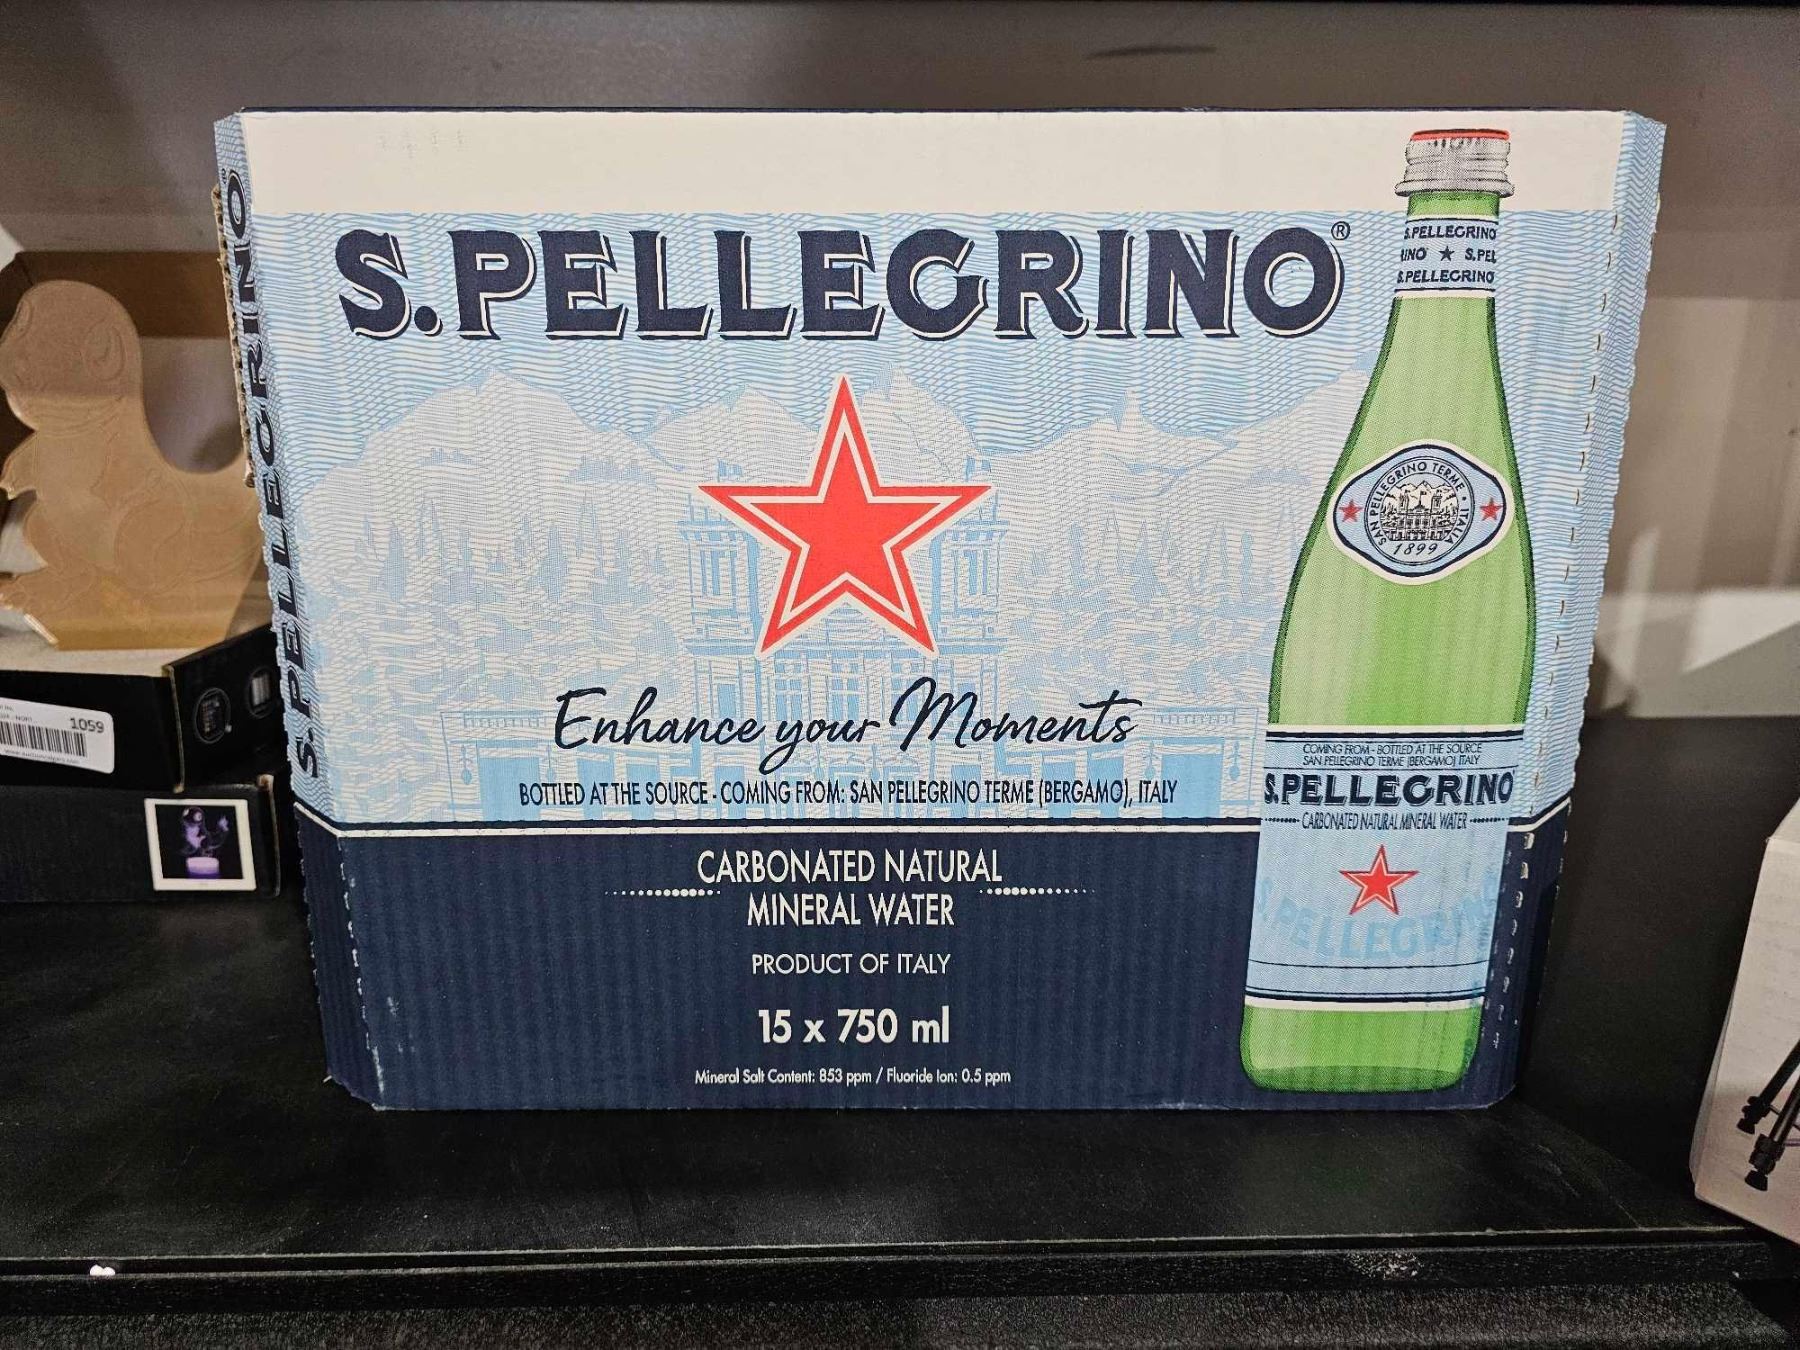 S.PELLEGRINO®
S.PELLEGRINO®
Enhance your Moments
BOTTLED AT THE SOURCE - COMING FROM: SAN PELLEGRINO TERME (BERGAMO), ITALY
CARBONATED NATURAL
MINERAL WATER
PRODUCT OF ITALY
15 x 750 ml
Mineral Salt Content: 853 ppm / Fluoride Ion: 0.5 ppm
S.PELLEGRINO
INO ★ S.PEL
S.PELLEGRINO
SAN PELLEGRINO TERME • ITALIA
1899
COMING FROM - BOTTLED AT THE SOURCE
SAN PELLEGRINO TERME (BERGAMO) ITALY
S.PELLEGRINO
CARBONATED NATURAL MINERAL WATER
S. PELLEGRIN
1059